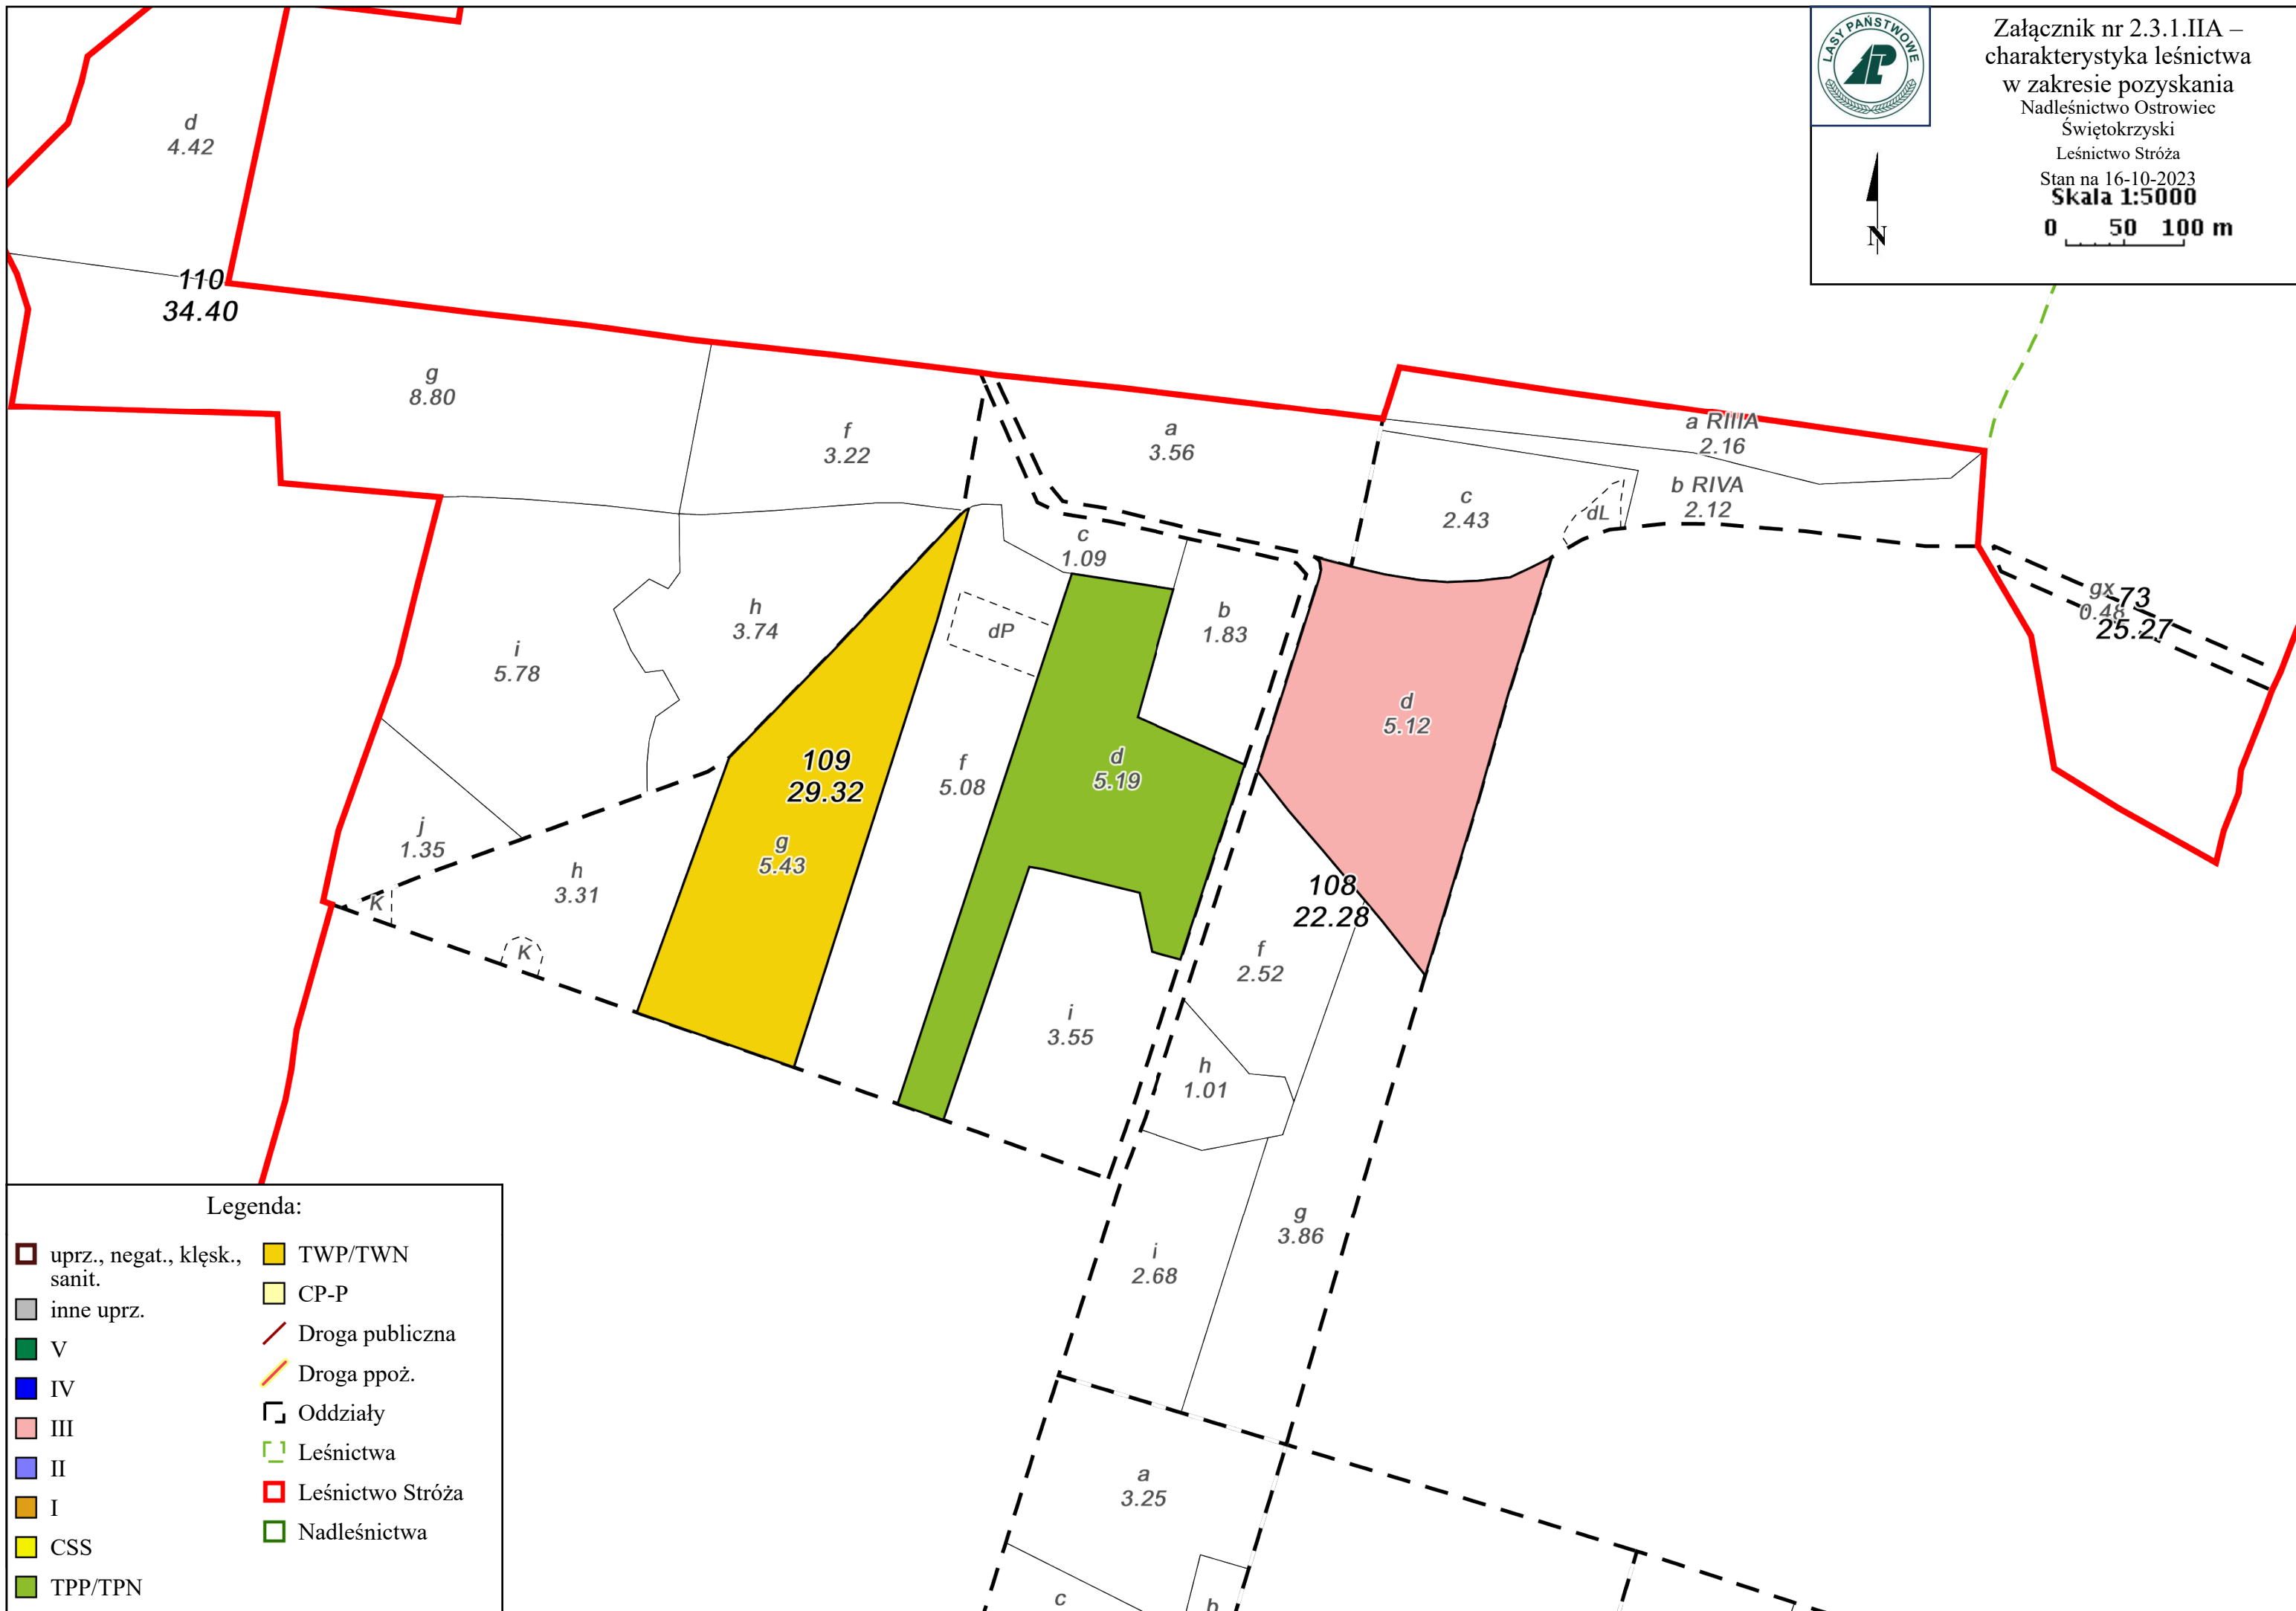 LASY PAŃSTWOWE
Załącznik nr 2.3.1.IIA –
charakterystyka leśnictwa
w zakresie pozyskania
Nadleśnictwo Ostrowiec
Świętokrzyski
Leśnictwo Stróża
Stan na 16-10-2023
Skala 1:5000
0 50 100 m
N
d
4.42
110
34.40
g
8.80
f
3.22
a
3.56
a RIIIA
2.16
b RIVA
2.12
c
2.43
dL
c
1.09
b
1.83
h
3.74
dP
i
5.78
gx
0.48
73
25.27
d
5.12
109
29.32
f
5.08
d
5.19
g
5.43
j
1.35
h
3.31
K
K
108
22.28
f
2.52
i
3.55
h
1.01
g
3.86
i
2.68
a
3.25
c
b
Legenda:
uprz., negat., klęsk.,
sanit.
inne uprz.
V
IV
III
II
I
CSS
TPP/TPN
TWP/TWN
CP-P
Droga publiczna
Droga ppoż.
Oddziały
Leśnictwa
Leśnictwo Stróża
Nadleśnictwa